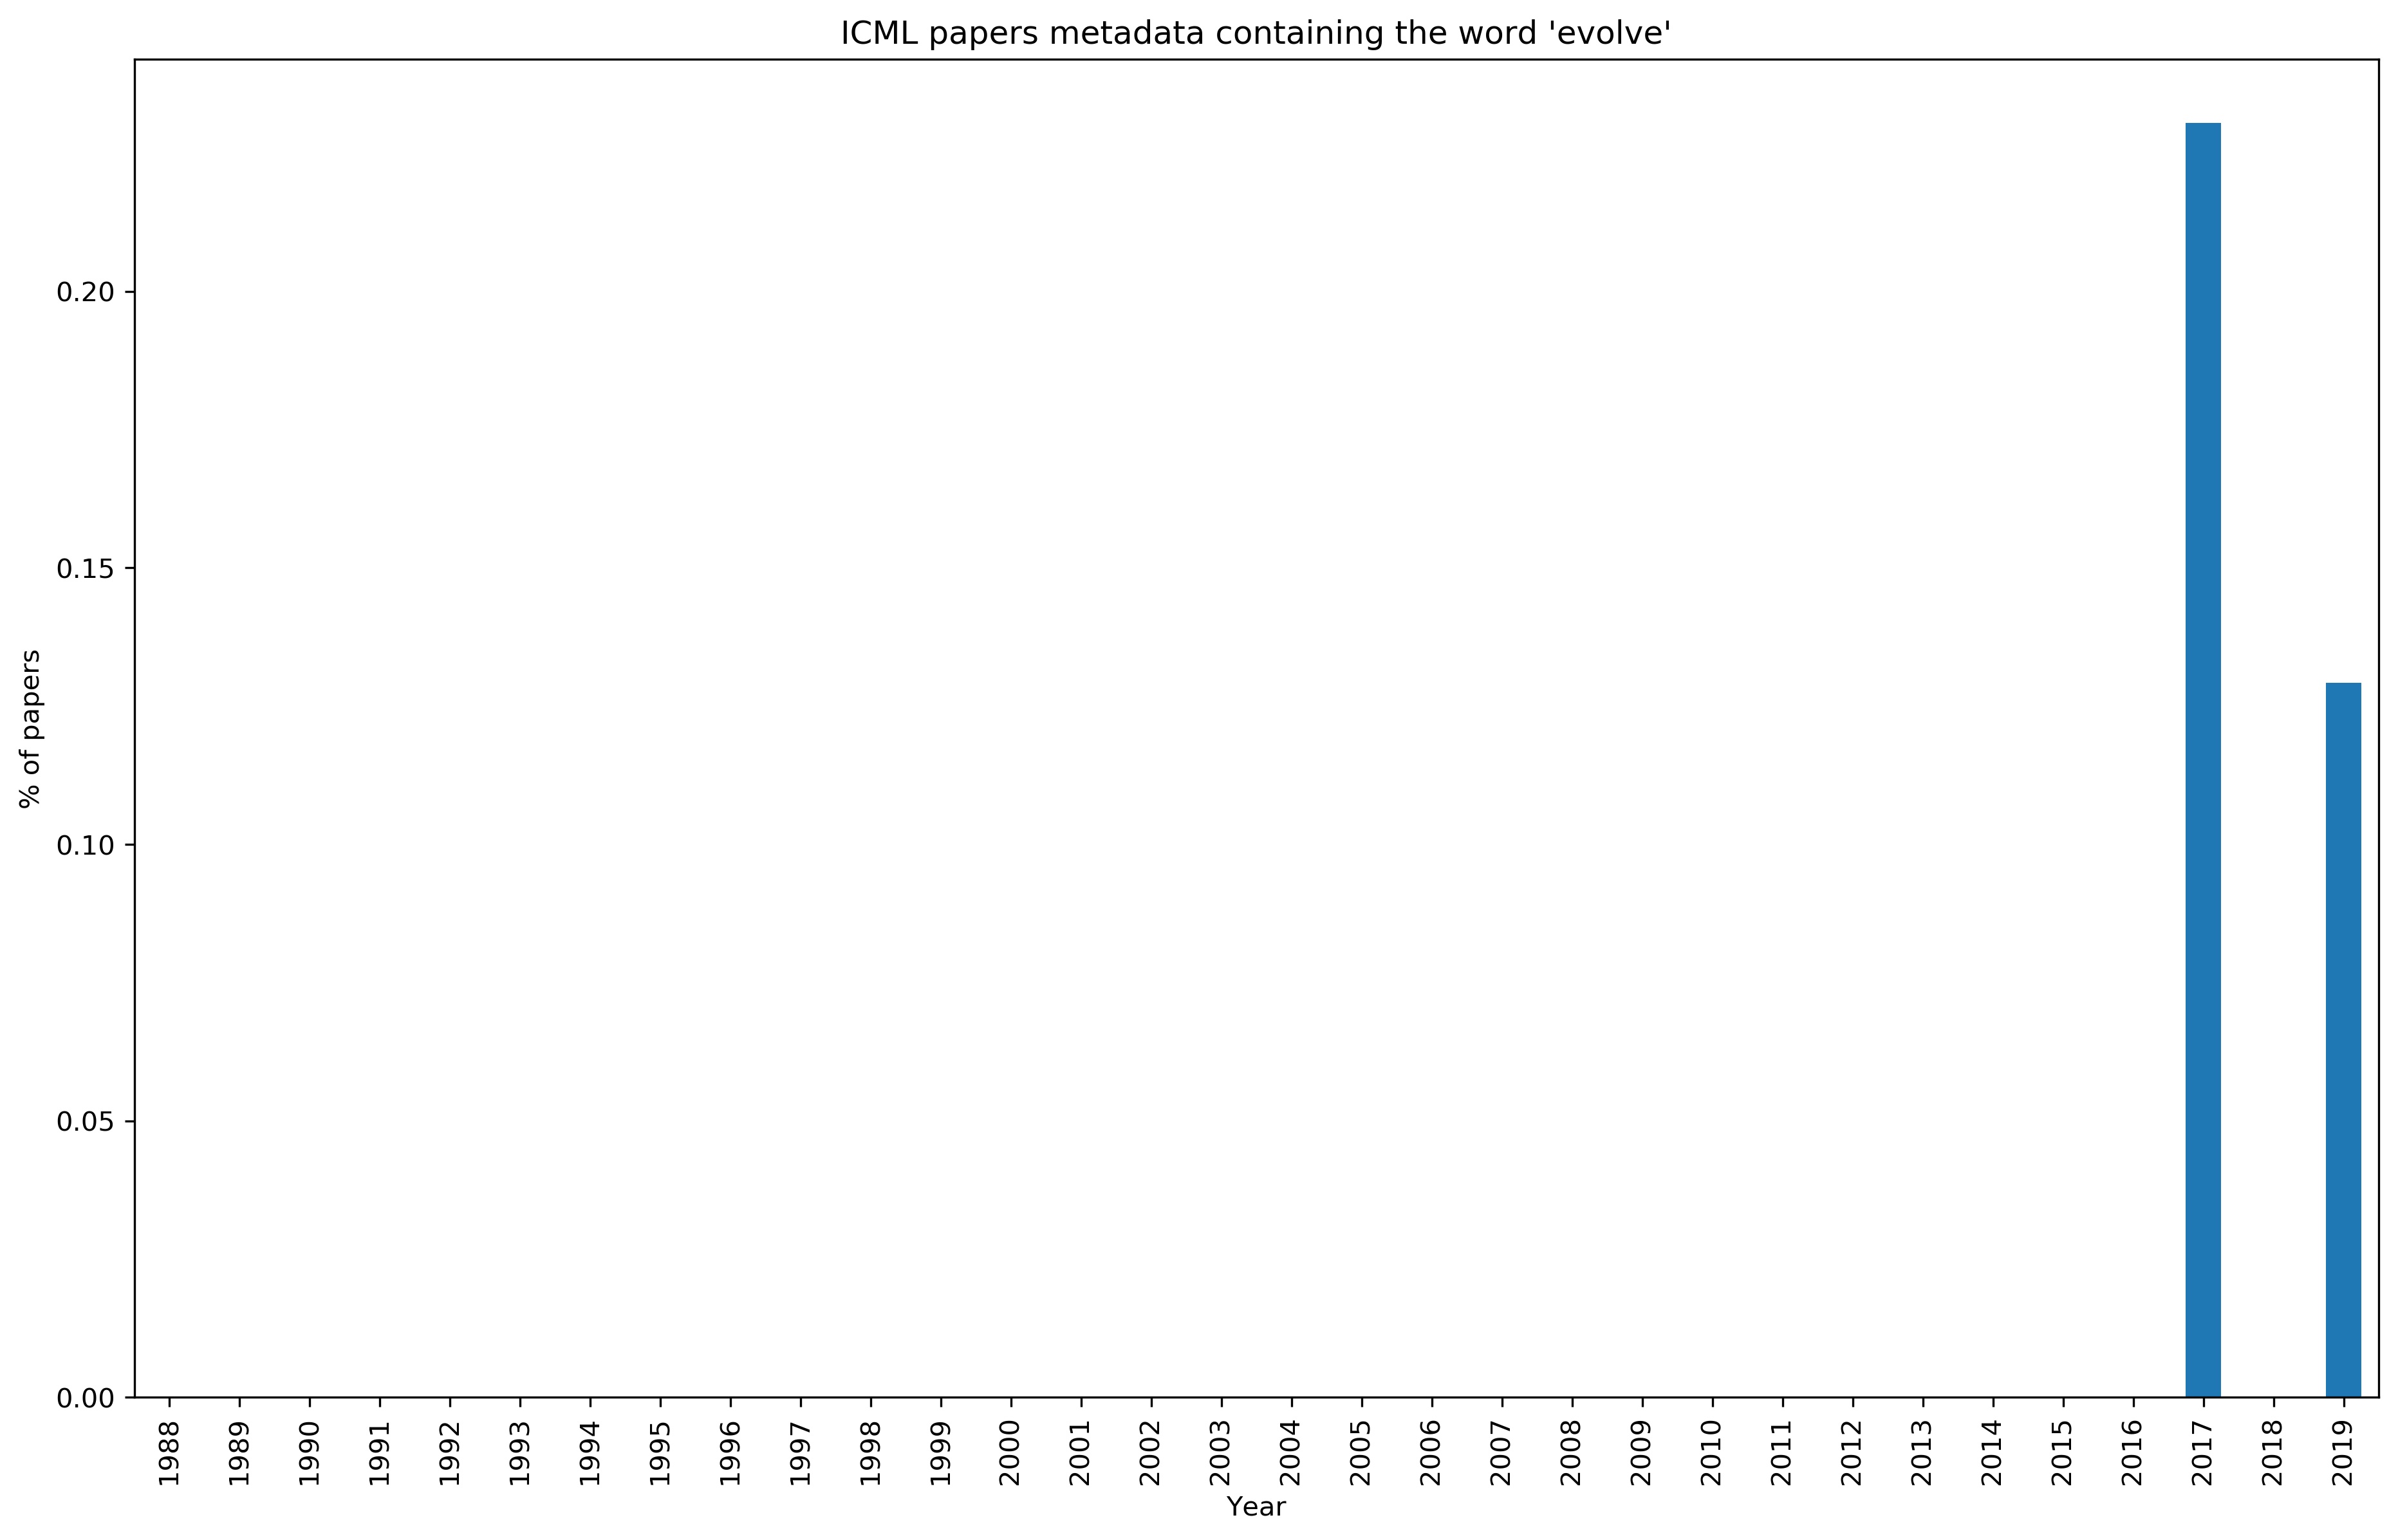 ICML papers metadata containing the word 'evolve'
0.20
0.15
0.10
0.05
0.00
% of papers
1988 1989 1990 1991 1992 1993 1994 1995 1996 1997 1998 1999 2000 2001 2002 2003 2004 2005 2006 2007 2008 2009 2010 2011 2012 2013 2014 2015 2016 2017 2018 2019
Year